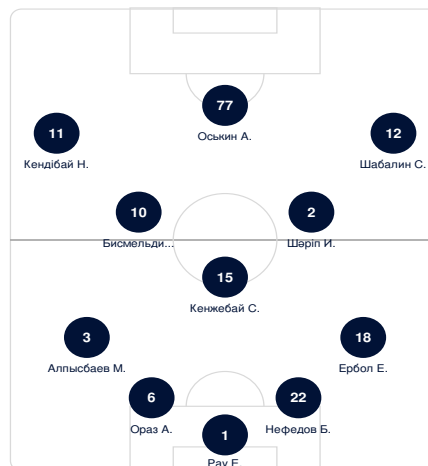 77
Оськин А.
11
Кендібай Н.
12
Шабалин С.
10
Бисмельди...
2
Шәріп И.
15
Кенжебай С.
3
Алпысбаев М.
18
Ербол Е.
6
Ораз А.
22
Нефедов Б.
1
Рау Е.